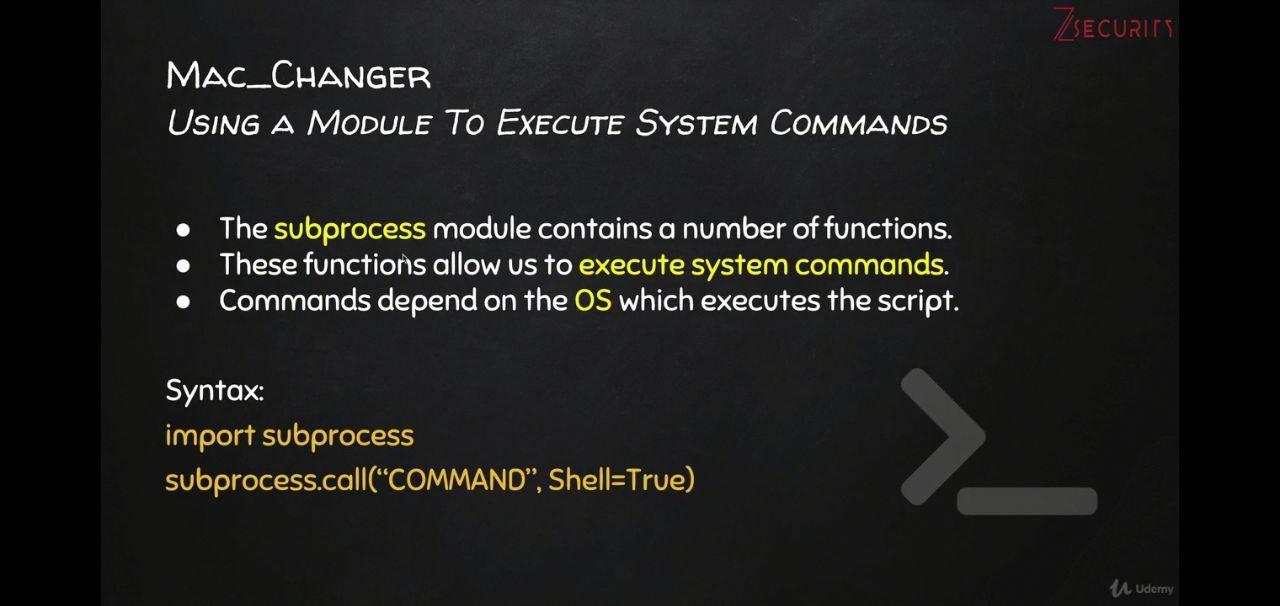 ZSECURITY
Mac_Changer
Using a Module To Execute System Commands
● The subprocess module contains a number of functions.
● These functions allow us to execute system commands.
● Commands depend on the OS which executes the script.
Syntax:
import subprocess
subprocess.call(“COMMAND”, Shell=True)
Udemy